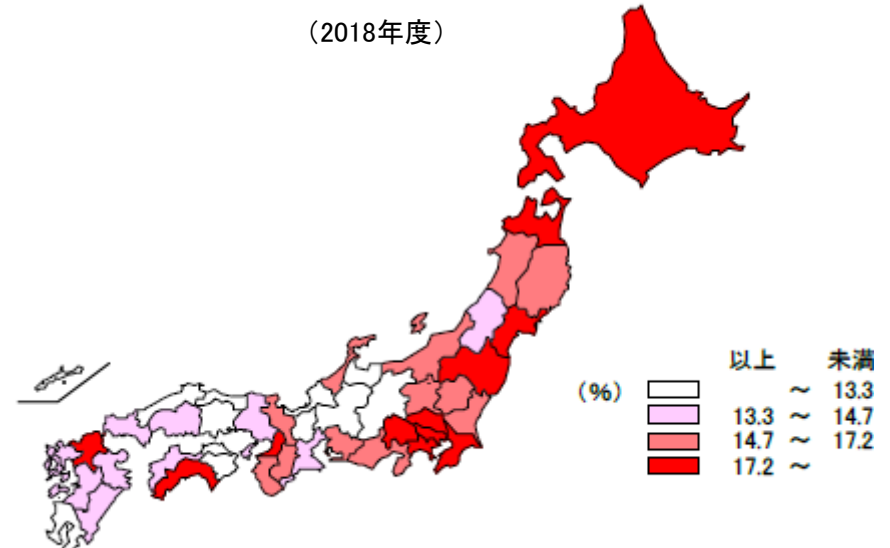 （2018年度）
以上 未満
（%） ～ 13.3
13.3 ～ 14.7
14.7 ～ 17.2
17.2 ～